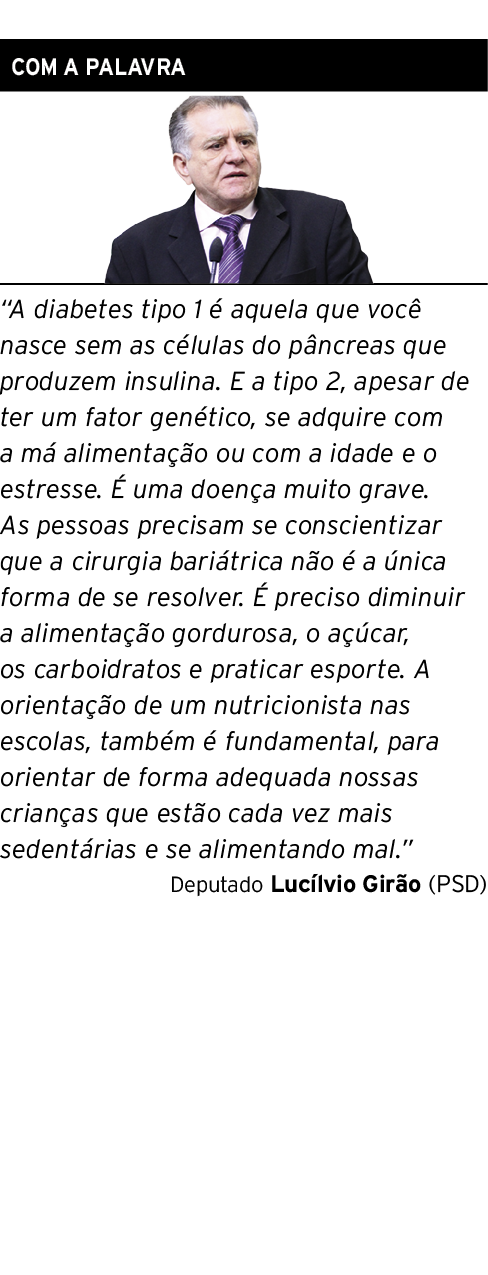 COM A PALAVRA
“A diabetes tipo 1 é aquela que você
nasce sem as células do pâncreas que
produzem insulina. E a tipo 2, apesar de
ter um fator genético, se adquire com
a má alimentação ou com a idade e o
estresse. É uma doença muito grave.
As pessoas precisam se conscientizar
que a cirurgia bariátrica não é a única
forma de se resolver. É preciso diminuir
a alimentação gordurosa, o açúcar,
os carboidratos e praticar esporte. A
orientação de um nutricionista nas
escolas, também é fundamental, para
orientar de forma adequada nossas
crianças que estão cada vez mais
sedentárias e se alimentando mal.”
Deputado Lucílvio Girão (PSD)